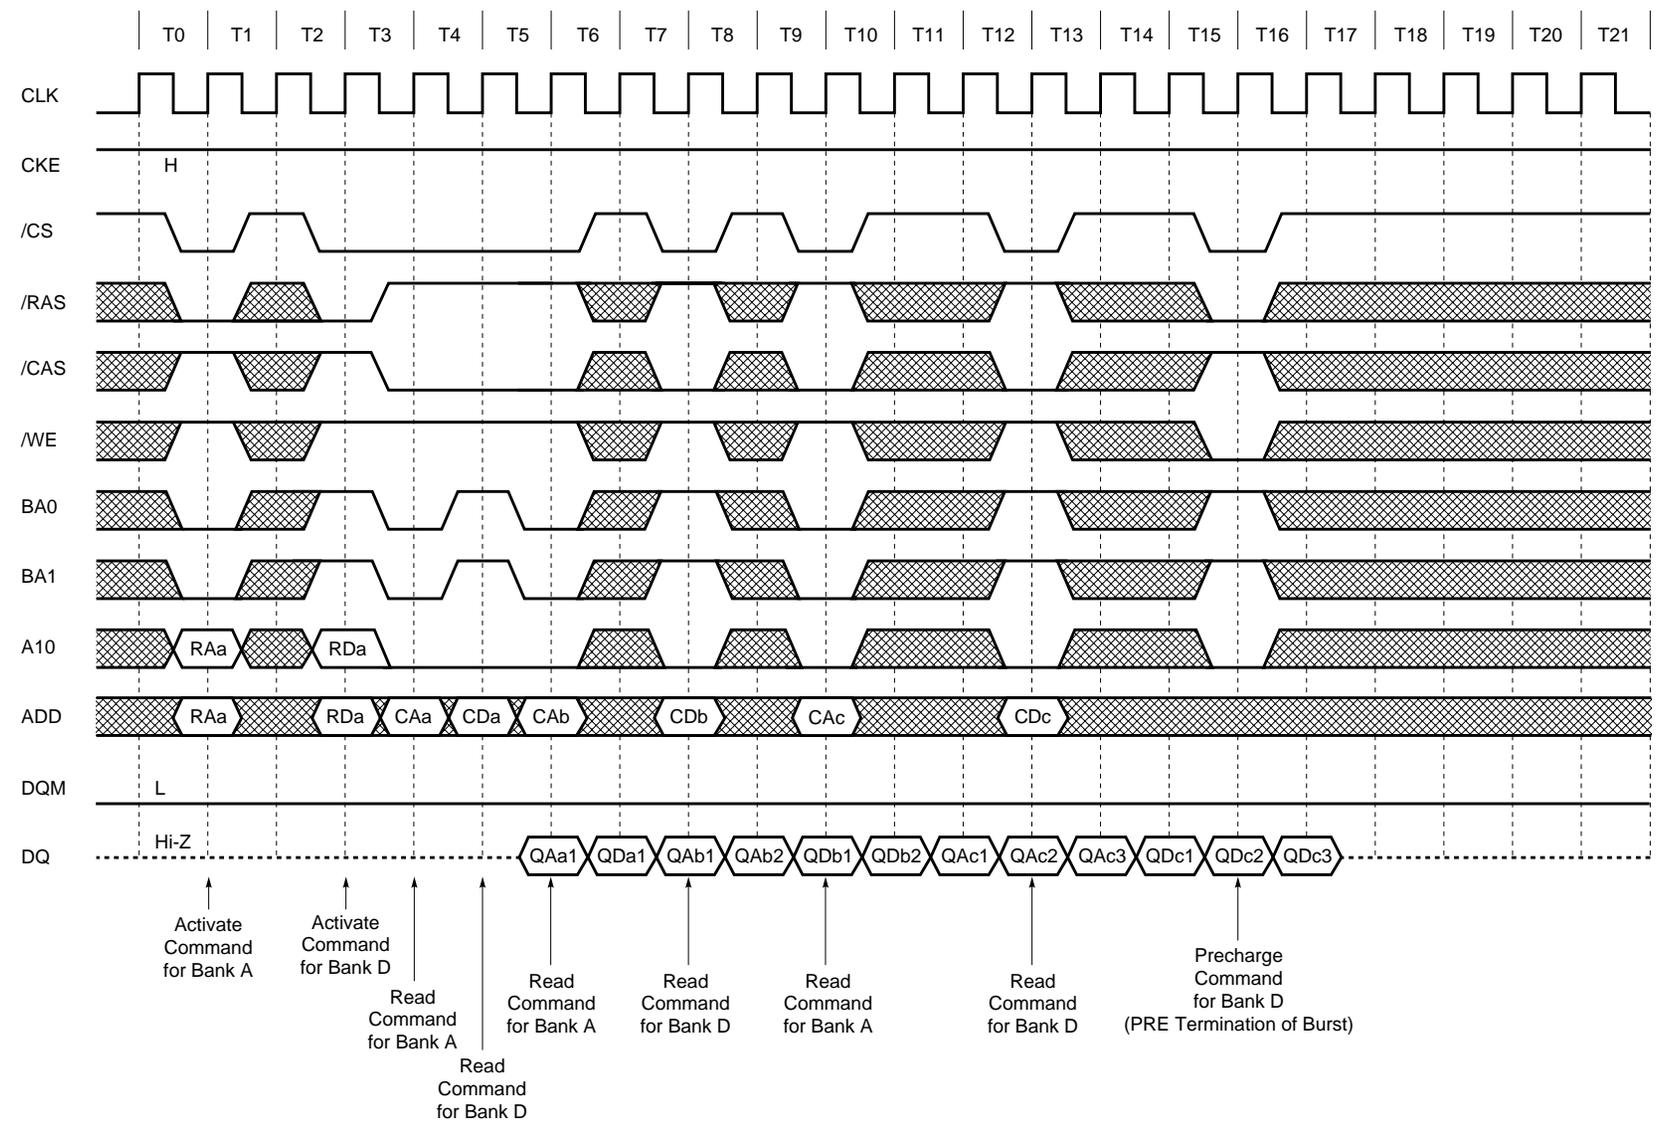 T0 T1 T2 T3 T4 T5 T6 T7 T8 T9 T10 T11 T12 T13 T14 T15 T16 T17 T18 T19 T20 T21
CLK
CKE H
/CS
/RAS
/CAS
/WE
BA0
BA1
A10 RAa RDa
ADD RAa RDa CAa CDa CAb CDb CAc CDc
DQM L
Hi-Z
DQ QAa1 QDa1 QAb1 QAb2 QDb1 QDb2 QAc1 QAc2 QAc3 QDc1 QDc2 QDc3
Activate
Command
for Bank A
Activate
Command
for Bank D
Read
Command
for Bank A
Read
Command
for Bank D
Read
Command
for Bank A
Read
Command
for Bank D
Read
Command
for Bank A
Read
Command
for Bank D
Precharge
Command
for Bank D
(PRE Termination of Burst)